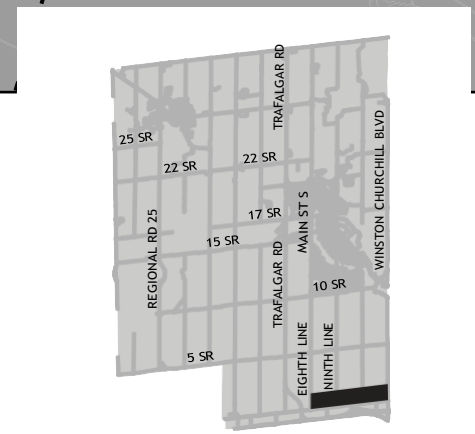 TRAFALGAR RD
25 SR
22 SR
22 SR
WINSTON CHURCHILL BLVD
REGIONAL RD 25
17 SR
MAIN ST S
15 SR
TRAFALGAR RD
10 SR
5 SR
EIGHTH LINE
NINTH LINE